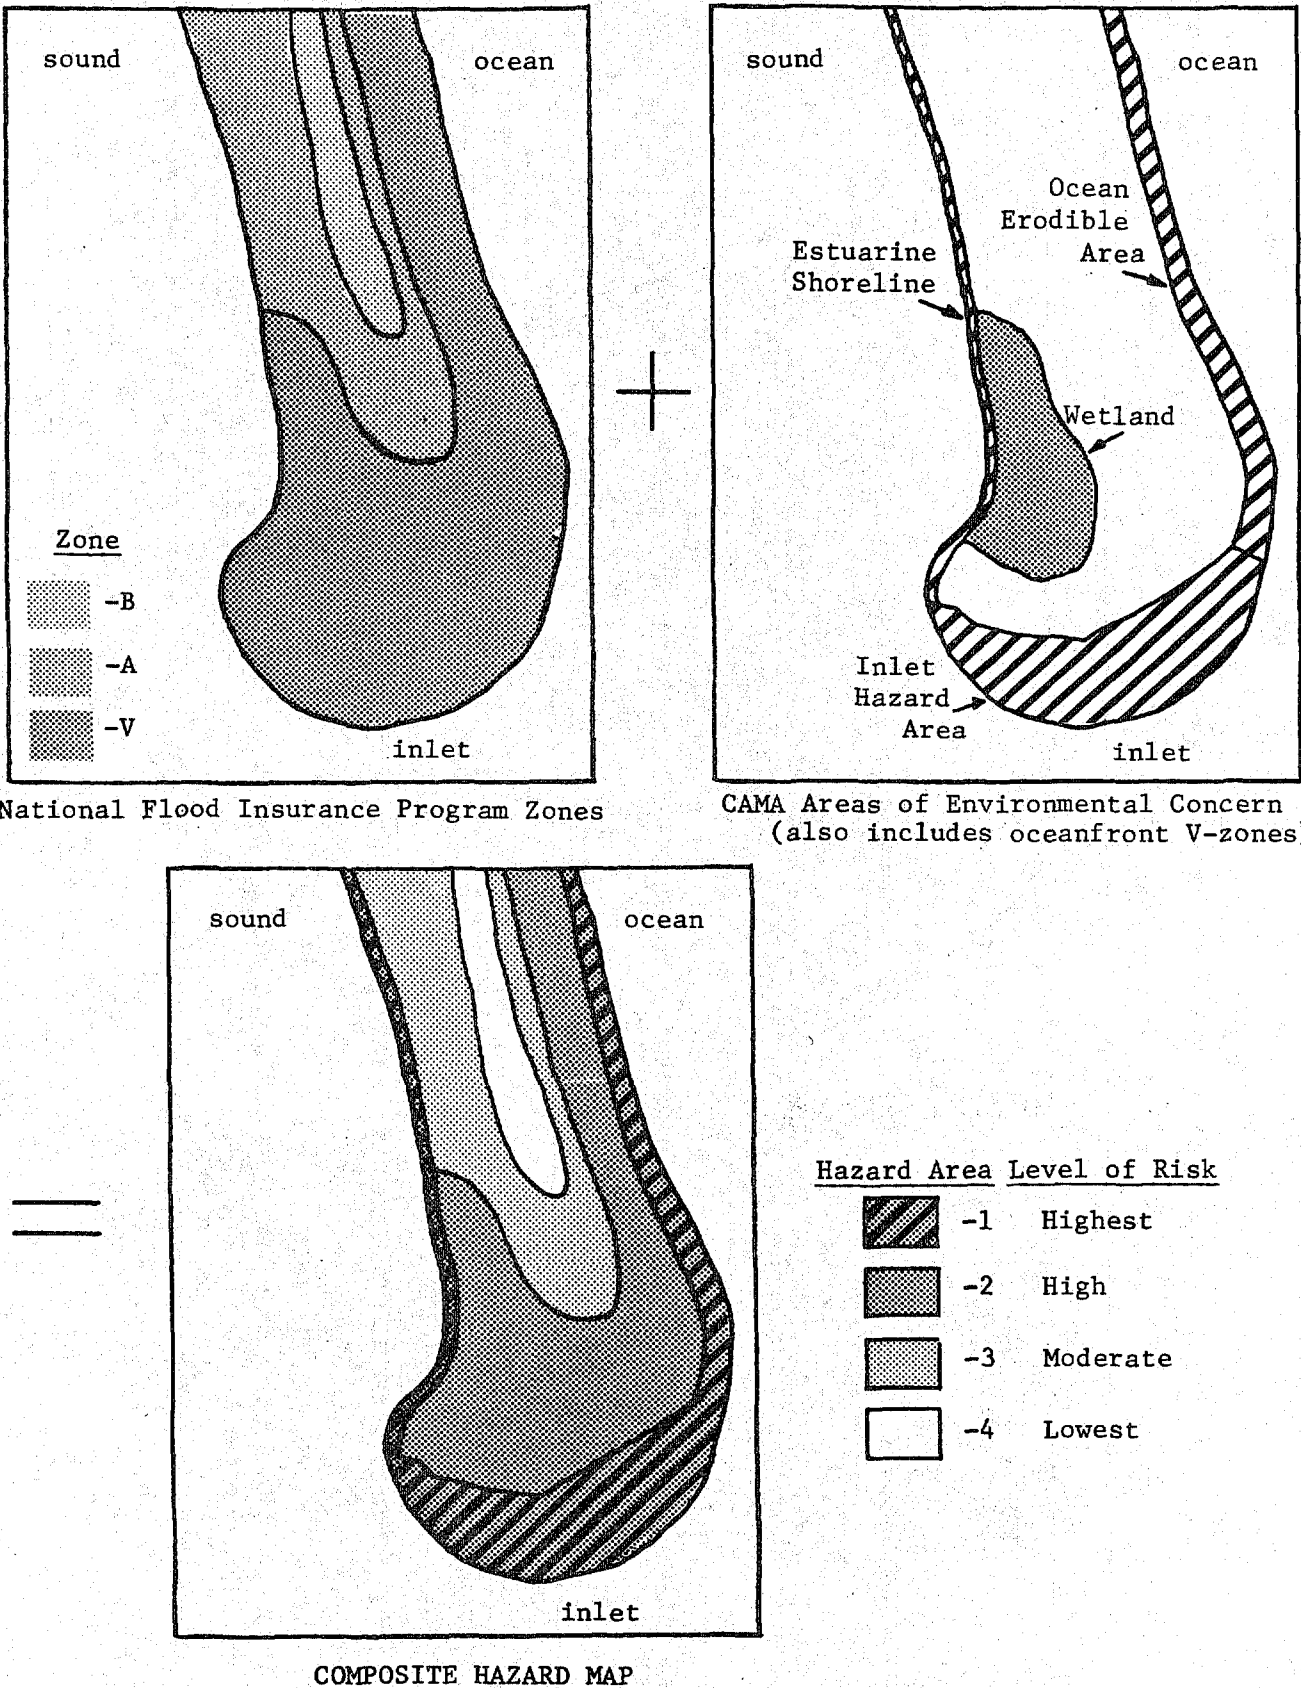 sound
ocean
Zone
-B
-A
-V
inlet
National Flood Insurance Program Zones
+
sound
ocean
Ocean
Erodible
Area
Estuarine
Shoreline
Wetland
Inlet
Hazard
Area
inlet
CAMA Areas of Environmental Concern
(also includes oceanfront V-zones)
=
sound
ocean
inlet
COMPOSITE HAZARD MAP
Hazard Area Level of Risk
-1 Highest
-2 High
-3 Moderate
-4 Lowest